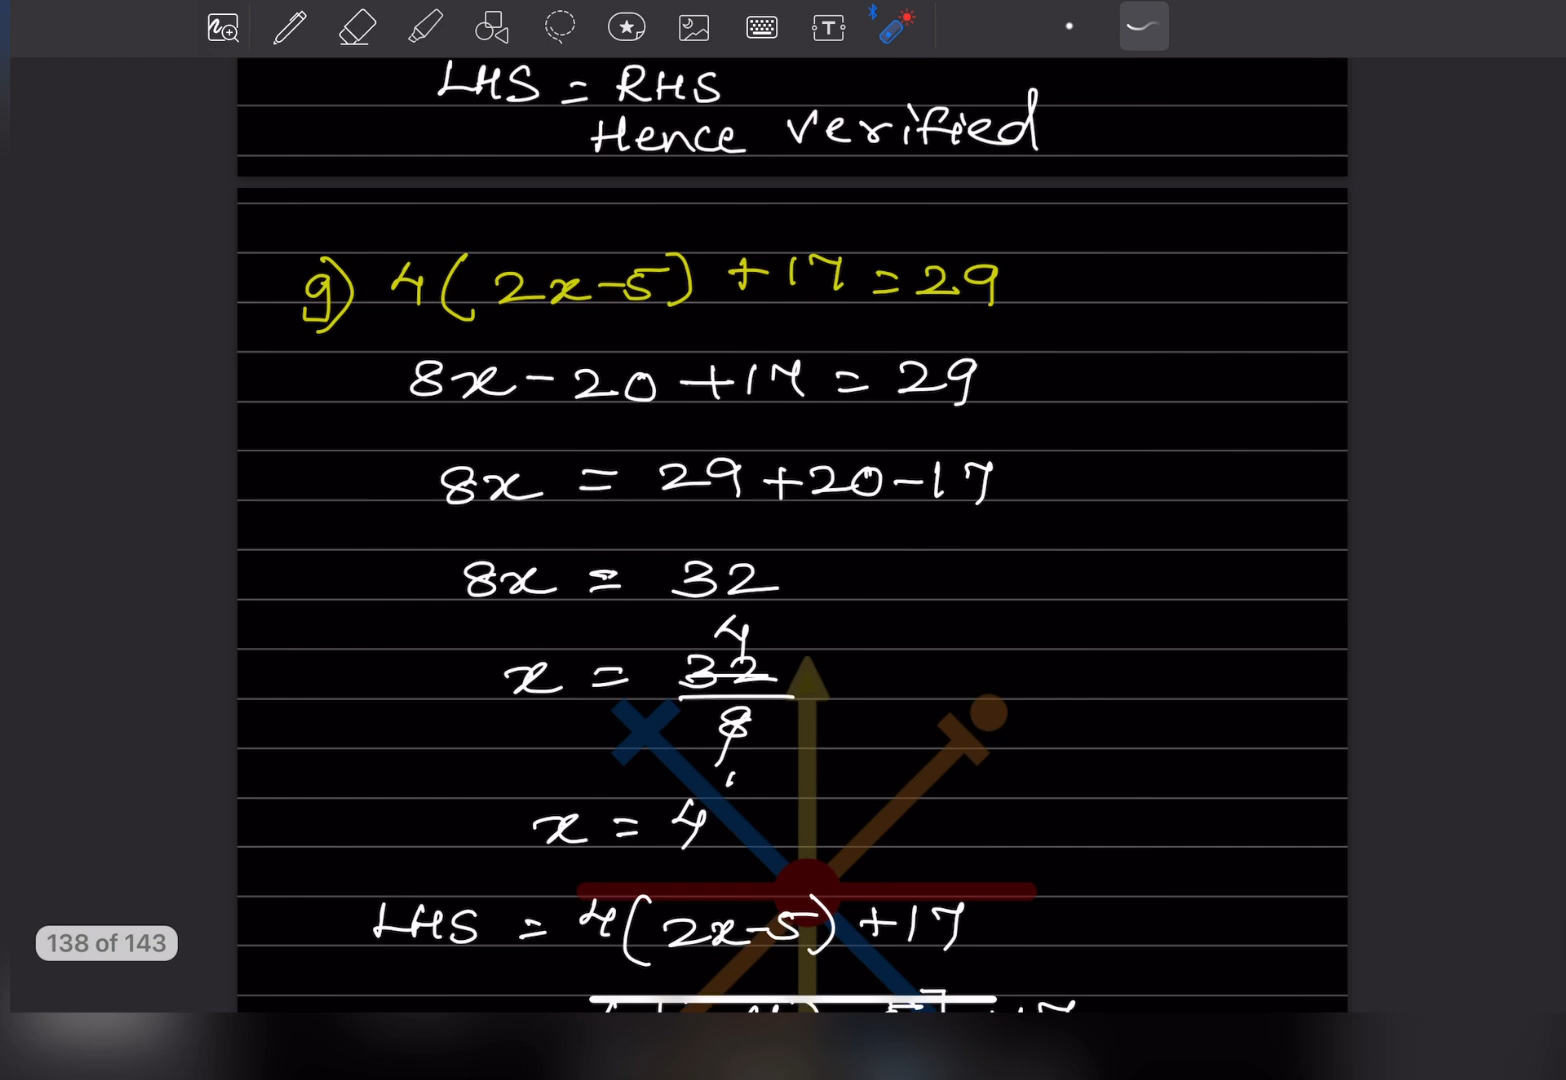 LHS = RHS
Hence verified
g) 4(2x-5) +17 = 29
8x - 20 + 17 = 29
8x = 29 + 20 - 17
8x = 32
4
x = 32
8
1
x = 4
LHS = 4(2x-5) + 17
138 of 143